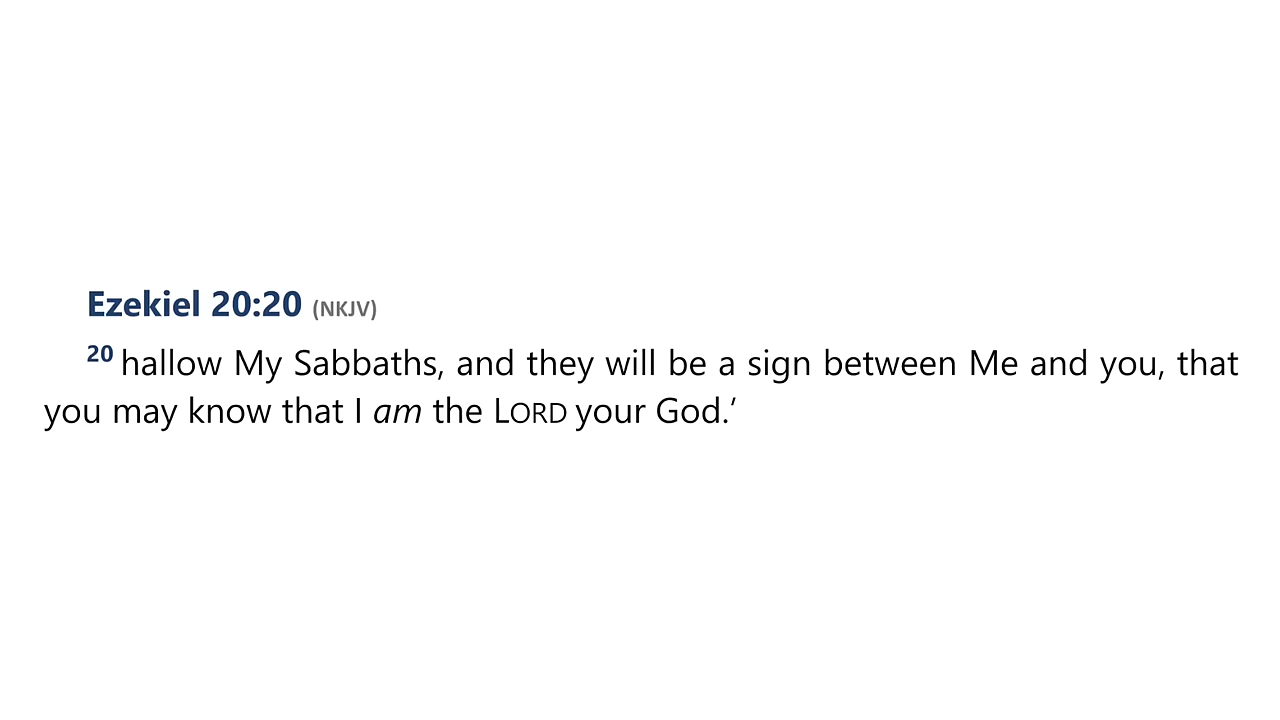 Ezekiel 20:20 (NKJV)
20 hallow My Sabbaths, and they will be a sign between Me and you, that
you may know that I am the LORD your God.’